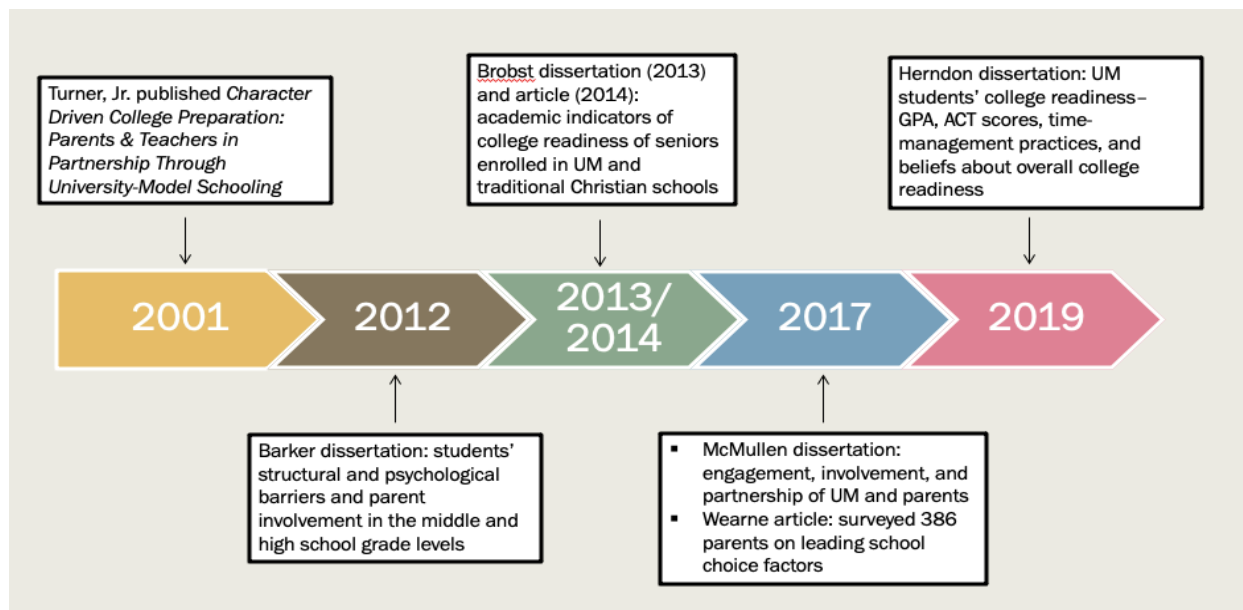 Turner, Jr. published Character
Driven College Preparation:
Parents & Teachers in
Partnership Through
University-Model Schooling
Brobst dissertation (2013)
and article (2014):
academic indicators of
college readiness of seniors
enrolled in UM and
traditional Christian schools
Herndon dissertation: UM
students’ college readiness–
GPA, ACT scores, time-
management practices, and
beliefs about overall college
readiness
2001
2012
2013/
2014
2017
2019
Barker dissertation: students’
structural and psychological
barriers and parent
involvement in the middle and
high school grade levels
▪ McMullen dissertation:
engagement, involvement, and
partnership of UM and parents
▪ Wearne article: surveyed 386
parents on leading school
choice factors